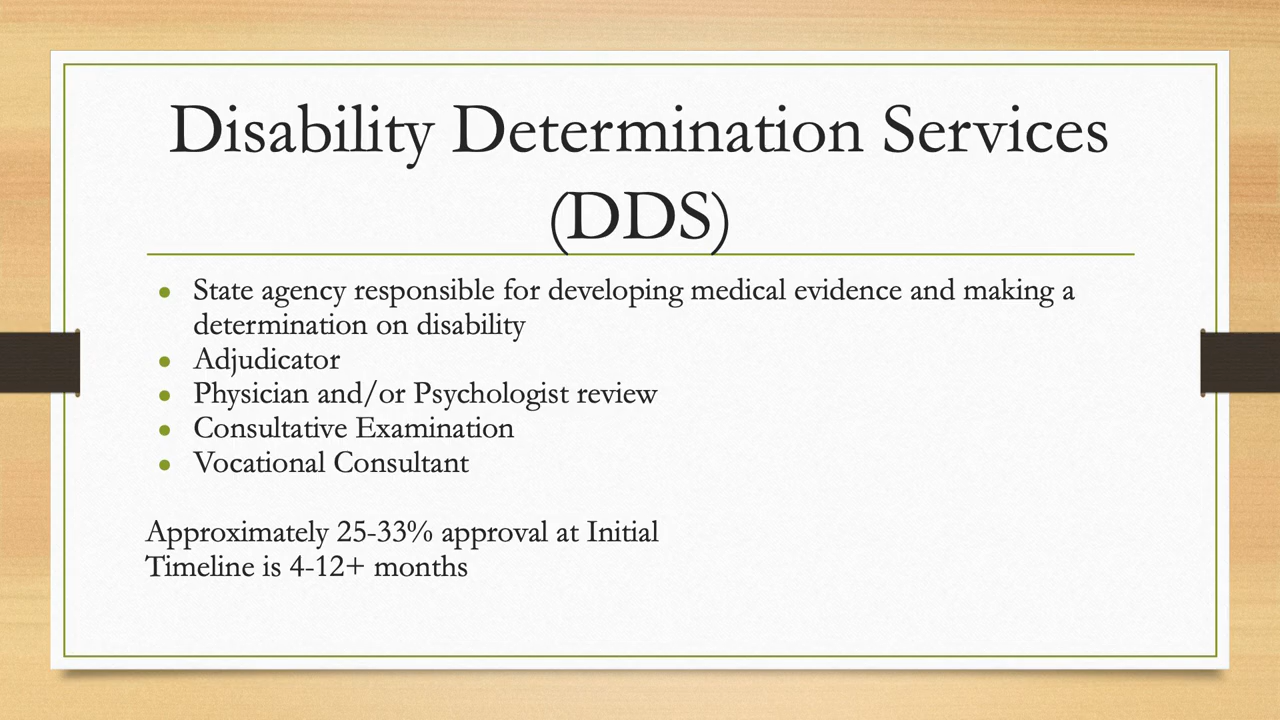 Disability Determination Services
(DDS)
● State agency responsible for developing medical evidence and making a
determination on disability
● Adjudicator
● Physician and/or Psychologist review
● Consultative Examination
● Vocational Consultant
Approximately 25-33% approval at Initial
Timeline is 4-12+ months